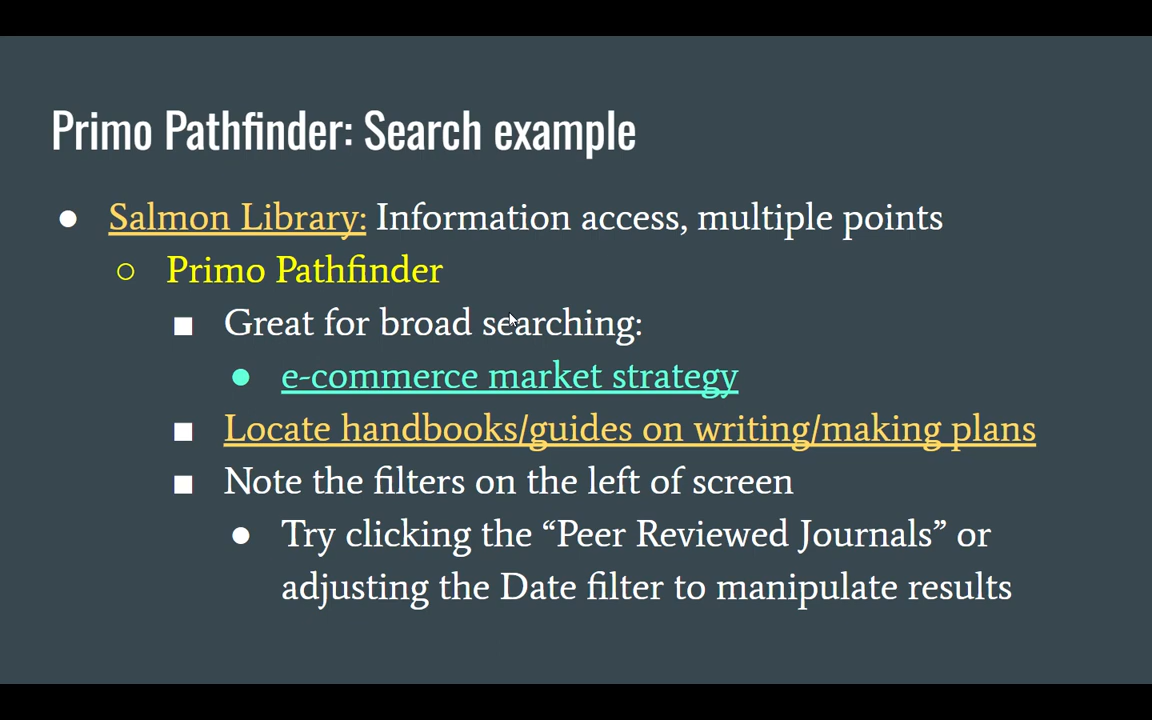 Primo Pathfinder: Search example
Salmon Library: Information access, multiple points
Primo Pathfinder
Great for broad searching:
e-commerce market strategy
Locate handbooks/guides on writing/making plans
Note the filters on the left of screen
Try clicking the “Peer Reviewed Journals” or
adjusting the Date filter to manipulate results